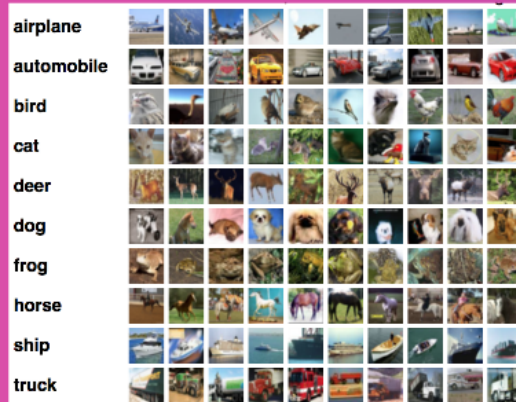 airplane
automobile
bird
cat
deer
dog
frog
horse
ship
truck